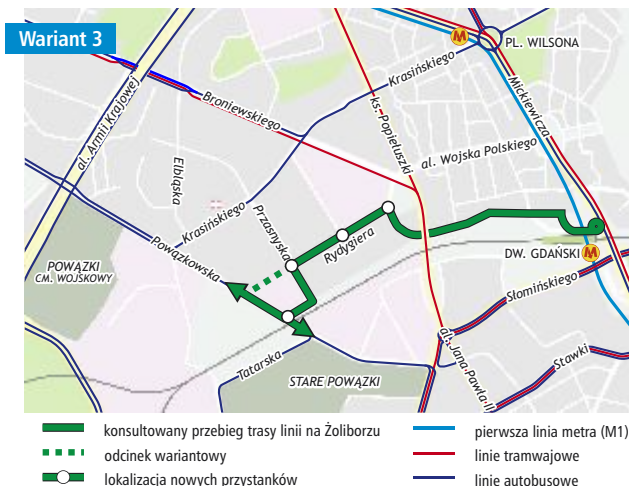 Wariant 3
PL. WILSONA
Krasińskiego
Mickiewicza
al. Armii Krajowej
Broniewskiego
ks. Popiełuszki
al. Wojska Polskiego
Elbląska
Krasińskiego
Przasnyska
Rydygiera
Powązkowska
DW. GDAŃSKI
POWĄZKI
CM. WOJSKOWY
Słomińskiego
al. Jana Pawła II
Stawki
Tatarska
STARE POWĄZKI
konsultowany przebieg trasy linii na Żoliborzu
odcinek wariantowy
lokalizacja nowych przystanków
pierwsza linia metra (M1)
linie tramwajowe
linie autobusowe